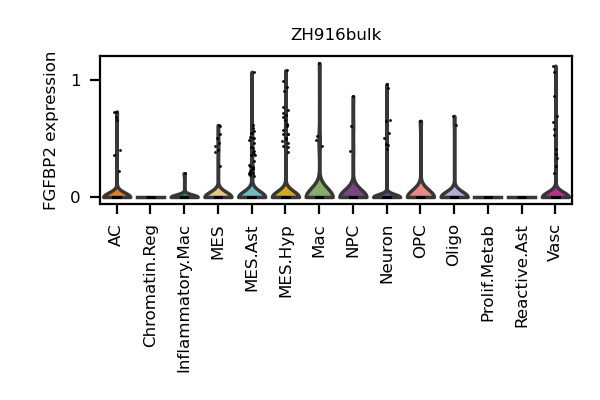 ZH916bulk
FGFBP2 expression
1
0
AC
Chromatin.Reg
Inflammatory.Mac
MES
MES.Ast
MES.Hyp
Mac
NPC
Neuron
OPC
Oligo
Prolif.Metab
Reactive.Ast
Vasc